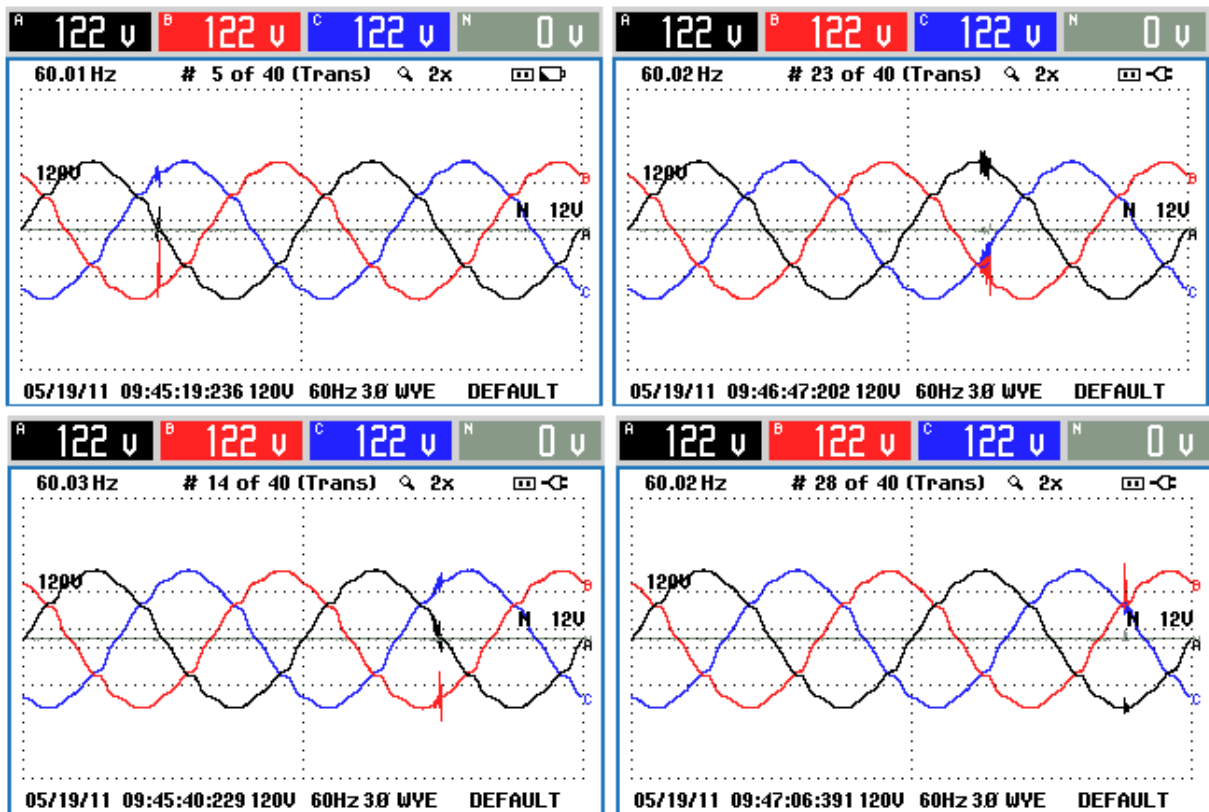 A 122 V B 122 V C 122 V N 0 V
60.01 Hz # 5 of 40 (Trans) 2x
120V
B
N 12V
A
C
05/19/11 09:45:19:236 120V 60Hz 3Ø WYE DEFAULT
A 122 V B 122 V C 122 V N 0 V
60.02 Hz # 23 of 40 (Trans) 2x
120V
B
N 12V
A
C
05/19/11 09:46:47:202 120V 60Hz 3Ø WYE DEFAULT
A 122 V B 122 V C 122 V N 0 V
60.03 Hz # 14 of 40 (Trans) 2x
120V
B
N 12V
A
C
05/19/11 09:45:40:229 120V 60Hz 3Ø WYE DEFAULT
A 122 V B 122 V C 122 V N 0 V
60.02 Hz # 28 of 40 (Trans) 2x
120V
B
N 12V
A
C
05/19/11 09:47:06:391 120V 60Hz 3Ø WYE DEFAULT